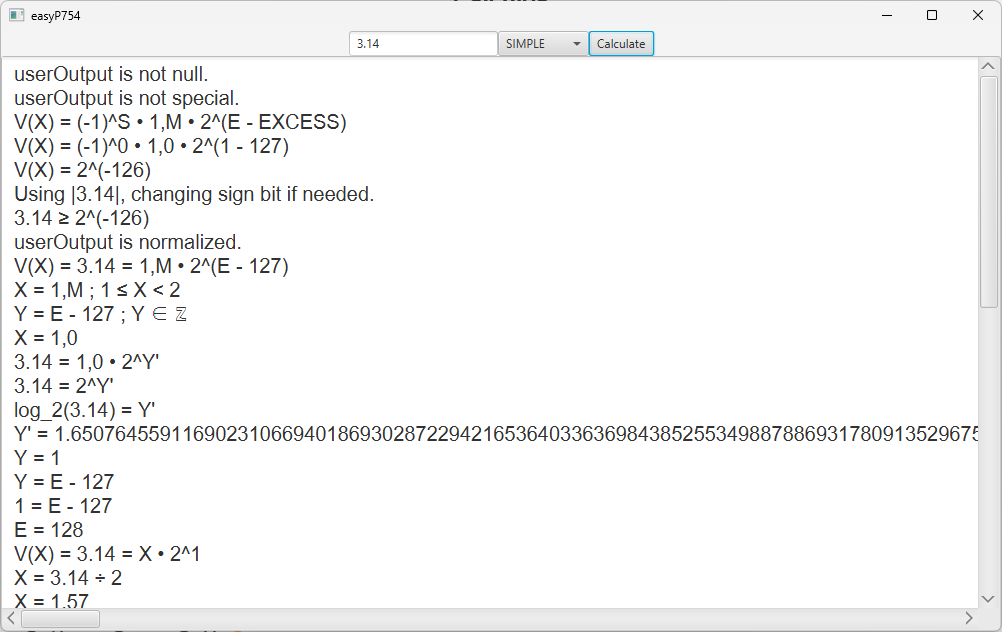 easyP754
3.14 SIMPLE Calculate
userOutput is not null.
userOutput is not special.
V(X) = (-1)^S • 1,M • 2^(E - EXCESS)
V(X) = (-1)^0 • 1,0 • 2^(1 - 127)
V(X) = 2^(-126)
Using |3.14|, changing sign bit if needed.
3.14 ≥ 2^(-126)
userOutput is normalized.
V(X) = 3.14 = 1,M • 2^(E - 127)
X = 1,M ; 1 ≤ X < 2
Y = E - 127 ; Y ∈ ℤ
X = 1,0
3.14 = 1,0 • 2^Y'
3.14 = 2^Y'
log_2(3.14) = Y'
Y' = 1.6507645591169023106694018693028722942165364033636984385255349887886931780913529675
Y = 1
Y = E - 127
1 = E - 127
E = 128
V(X) = 3.14 = X • 2^1
X = 3.14 ÷ 2
X = 1.57